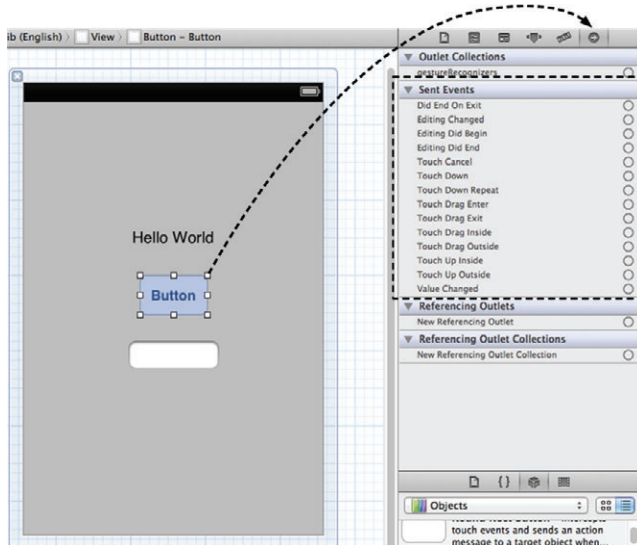 ib (English) › View › Button – Button
Outlet Collections
gestureRecognizers
Sent Events
Did End On Exit
Editing Changed
Editing Did Begin
Editing Did End
Touch Cancel
Touch Down
Touch Down Repeat
Touch Drag Enter
Touch Drag Exit
Touch Drag Inside
Touch Drag Outside
Touch Up Inside
Touch Up Outside
Value Changed
Referencing Outlets
New Referencing Outlet
Referencing Outlet Collections
New Referencing Outlet Collection
Hello World
Button
{ }
Objects
touch events and sends an action
message to a target object when...